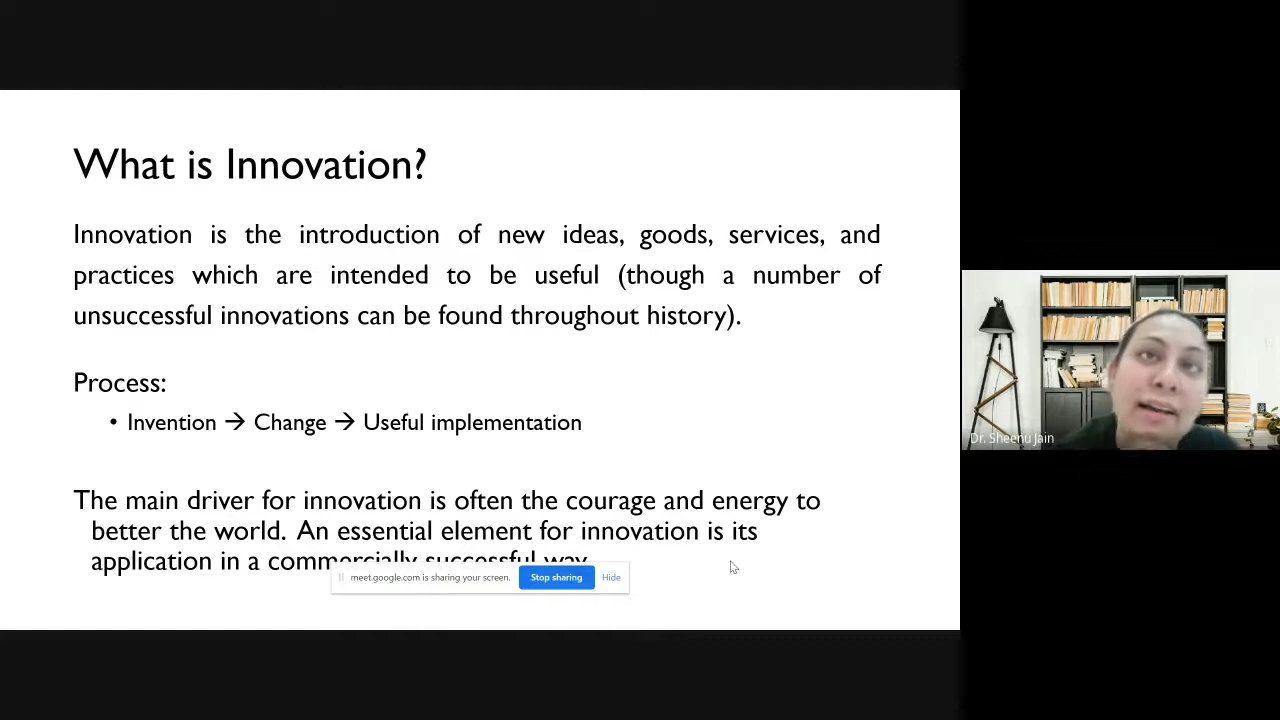 What is Innovation?
Innovation is the introduction of new ideas, goods, services, and
practices which are intended to be useful (though a number of
unsuccessful innovations can be found throughout history).
Process:
• Invention → Change → Useful implementation
The main driver for innovation is often the courage and energy to
better the world. An essential element for innovation is its
application in a commercially successful way.
meet.google.com is sharing your screen.
Stop sharing
Hide
Dr. Sheenu Jain